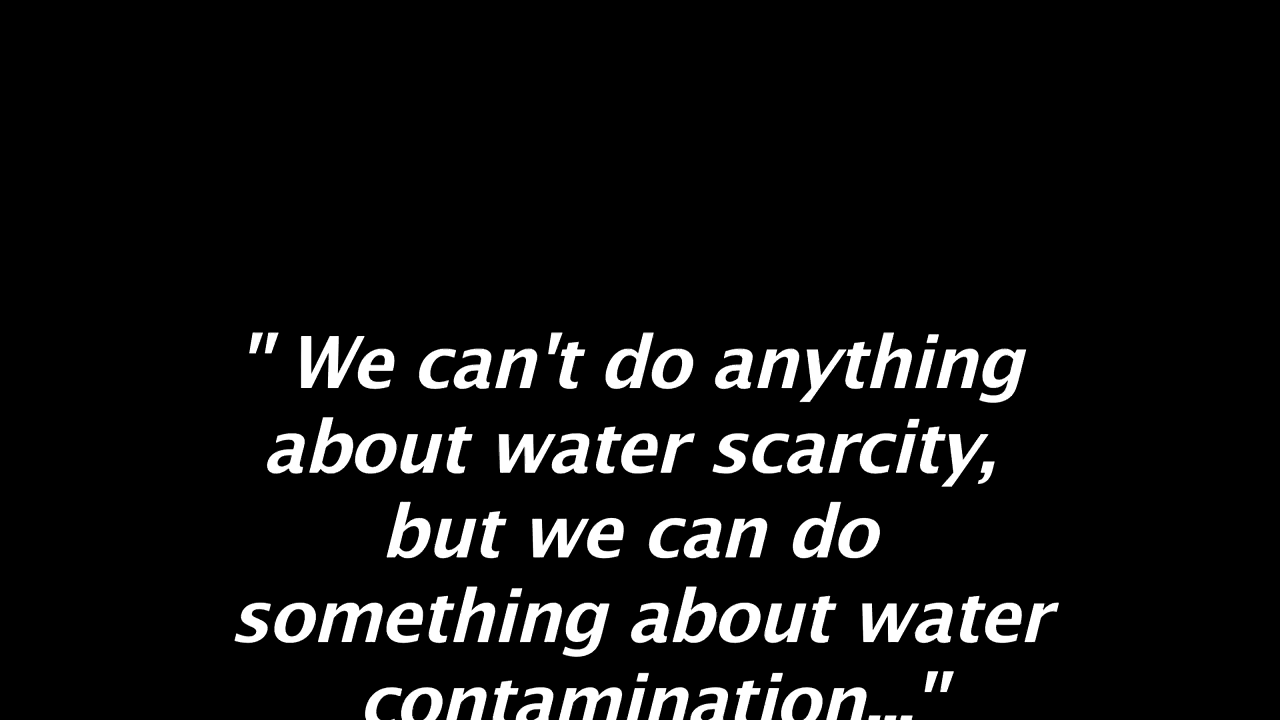 " We can't do anything
about water scarcity,
but we can do
something about water
contamination..."